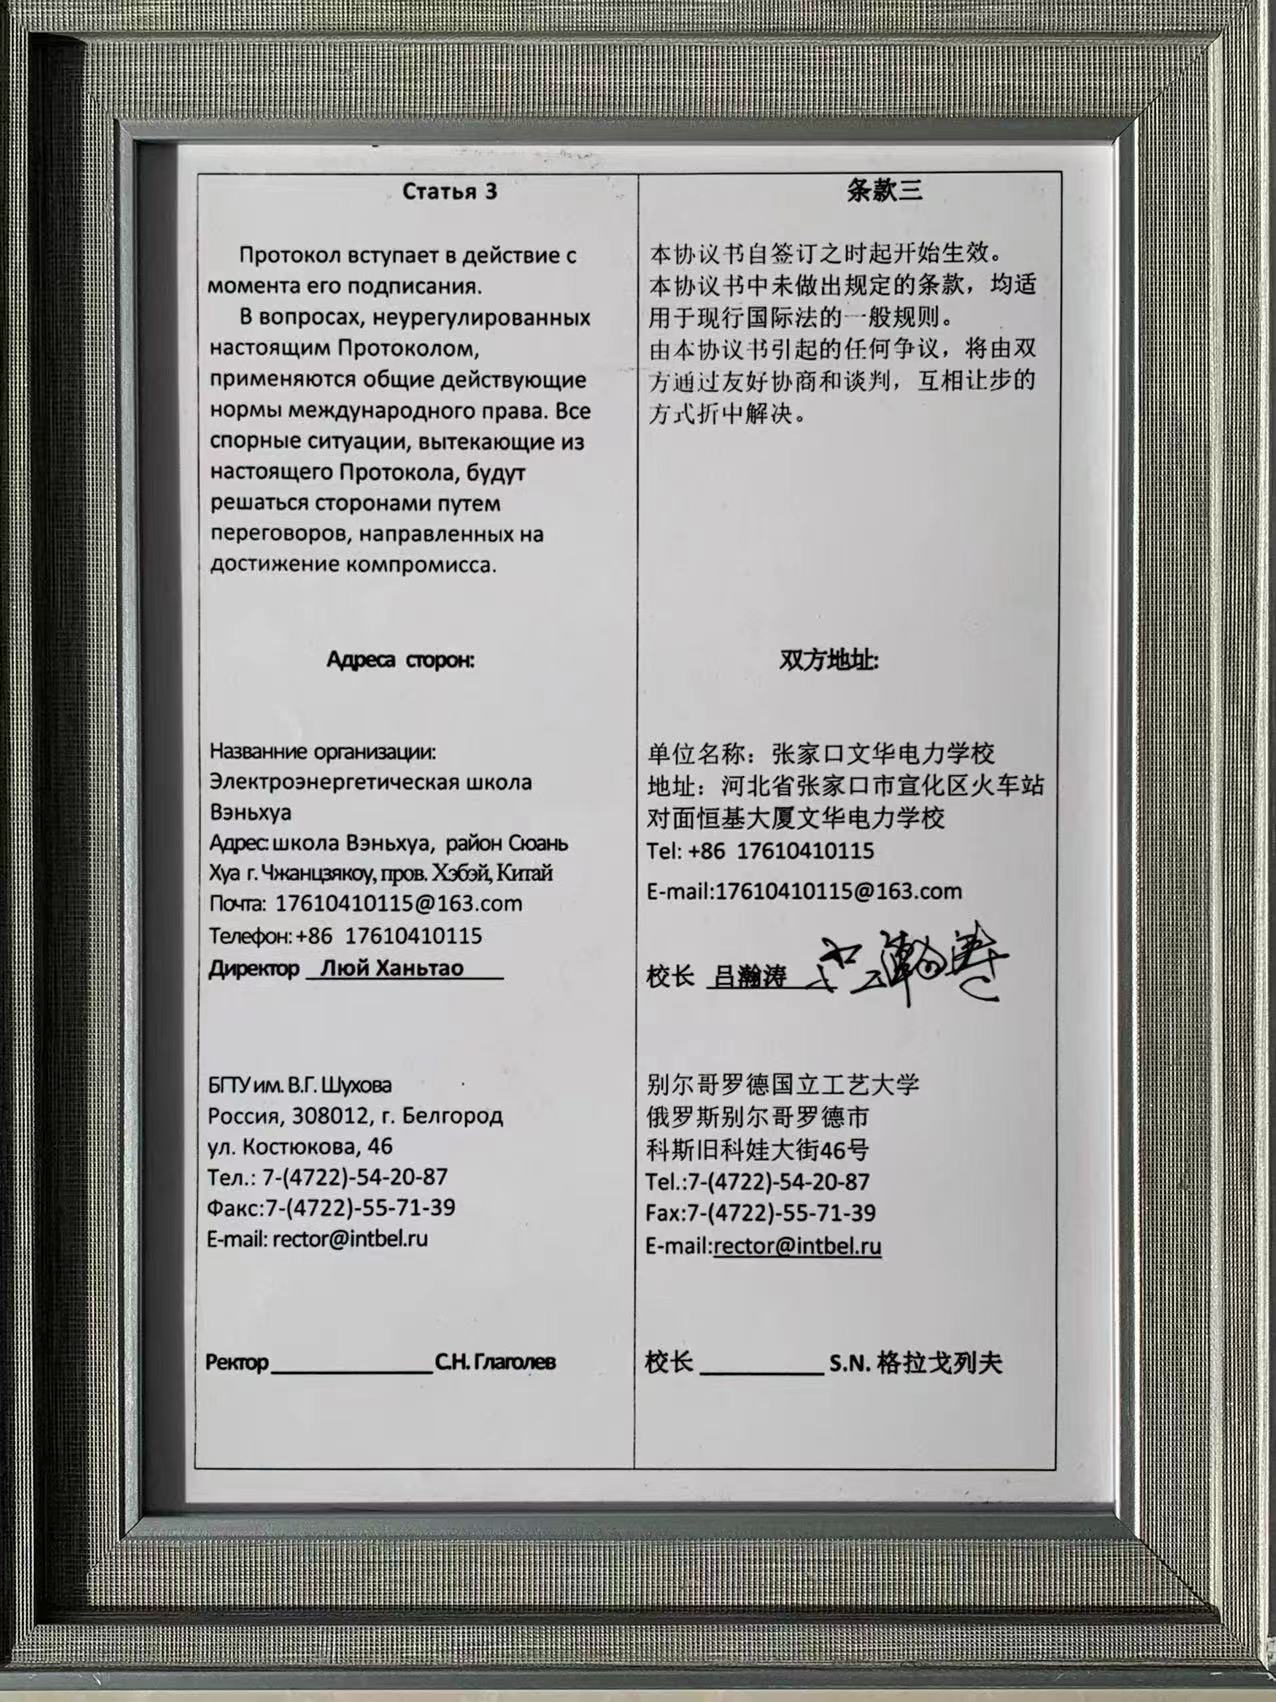 Статья 3
Протокол вступает в действие с
момента его подписания.
В вопросах, неурегулированных
настоящим Протоколом,
применяются общие действующие
нормы международного права. Все
спорные ситуации, вытекающие из
настоящего Протокола, будут
решаться сторонами путем
переговоров, направленных на
достижение компромисса.
Адреса сторон:
Названние организации:
Электроэнергетическая школа
Вэньхуа
Адрес: школа Вэньхуа, район Сюань
Хуа г. Чжанцзякоу, пров. Хэбэй, Китай
Почта: 17610410115@163.com
Телефон: +86 17610410115
Директор Люй Ханьтао
БГТУ им. В.Г. Шухова
Россия, 308012, г. Белгород
ул. Костюкова, 46
Тел.: 7-(4722)-54-20-87
Факс:7-(4722)-55-71-39
E-mail: rector@intbel.ru
Ректор С.Н. Глаголев
条款三
本协议书自签订之时起开始生效。
本协议书中未做出规定的条款，均适
用于现行国际法的一般规则。
由本协议书引起的任何争议，将由双
方通过友好协商和谈判，互相让步的
方式折中解决。
双方地址:
单位名称：张家口文华电力学校
地址：河北省张家口市宣化区火车站
对面恒基大厦文华电力学校
Tel: +86 17610410115
E-mail:17610410115@163.com
校长 吕瀚涛 吕瀚涛
别尔哥罗德国立工艺大学
俄罗斯别尔哥罗德市
科斯旧科娃大街46号
Tel.:7-(4722)-54-20-87
Fax:7-(4722)-55-71-39
E-mail:rector@intbel.ru
校长 S.N. 格拉戈列夫